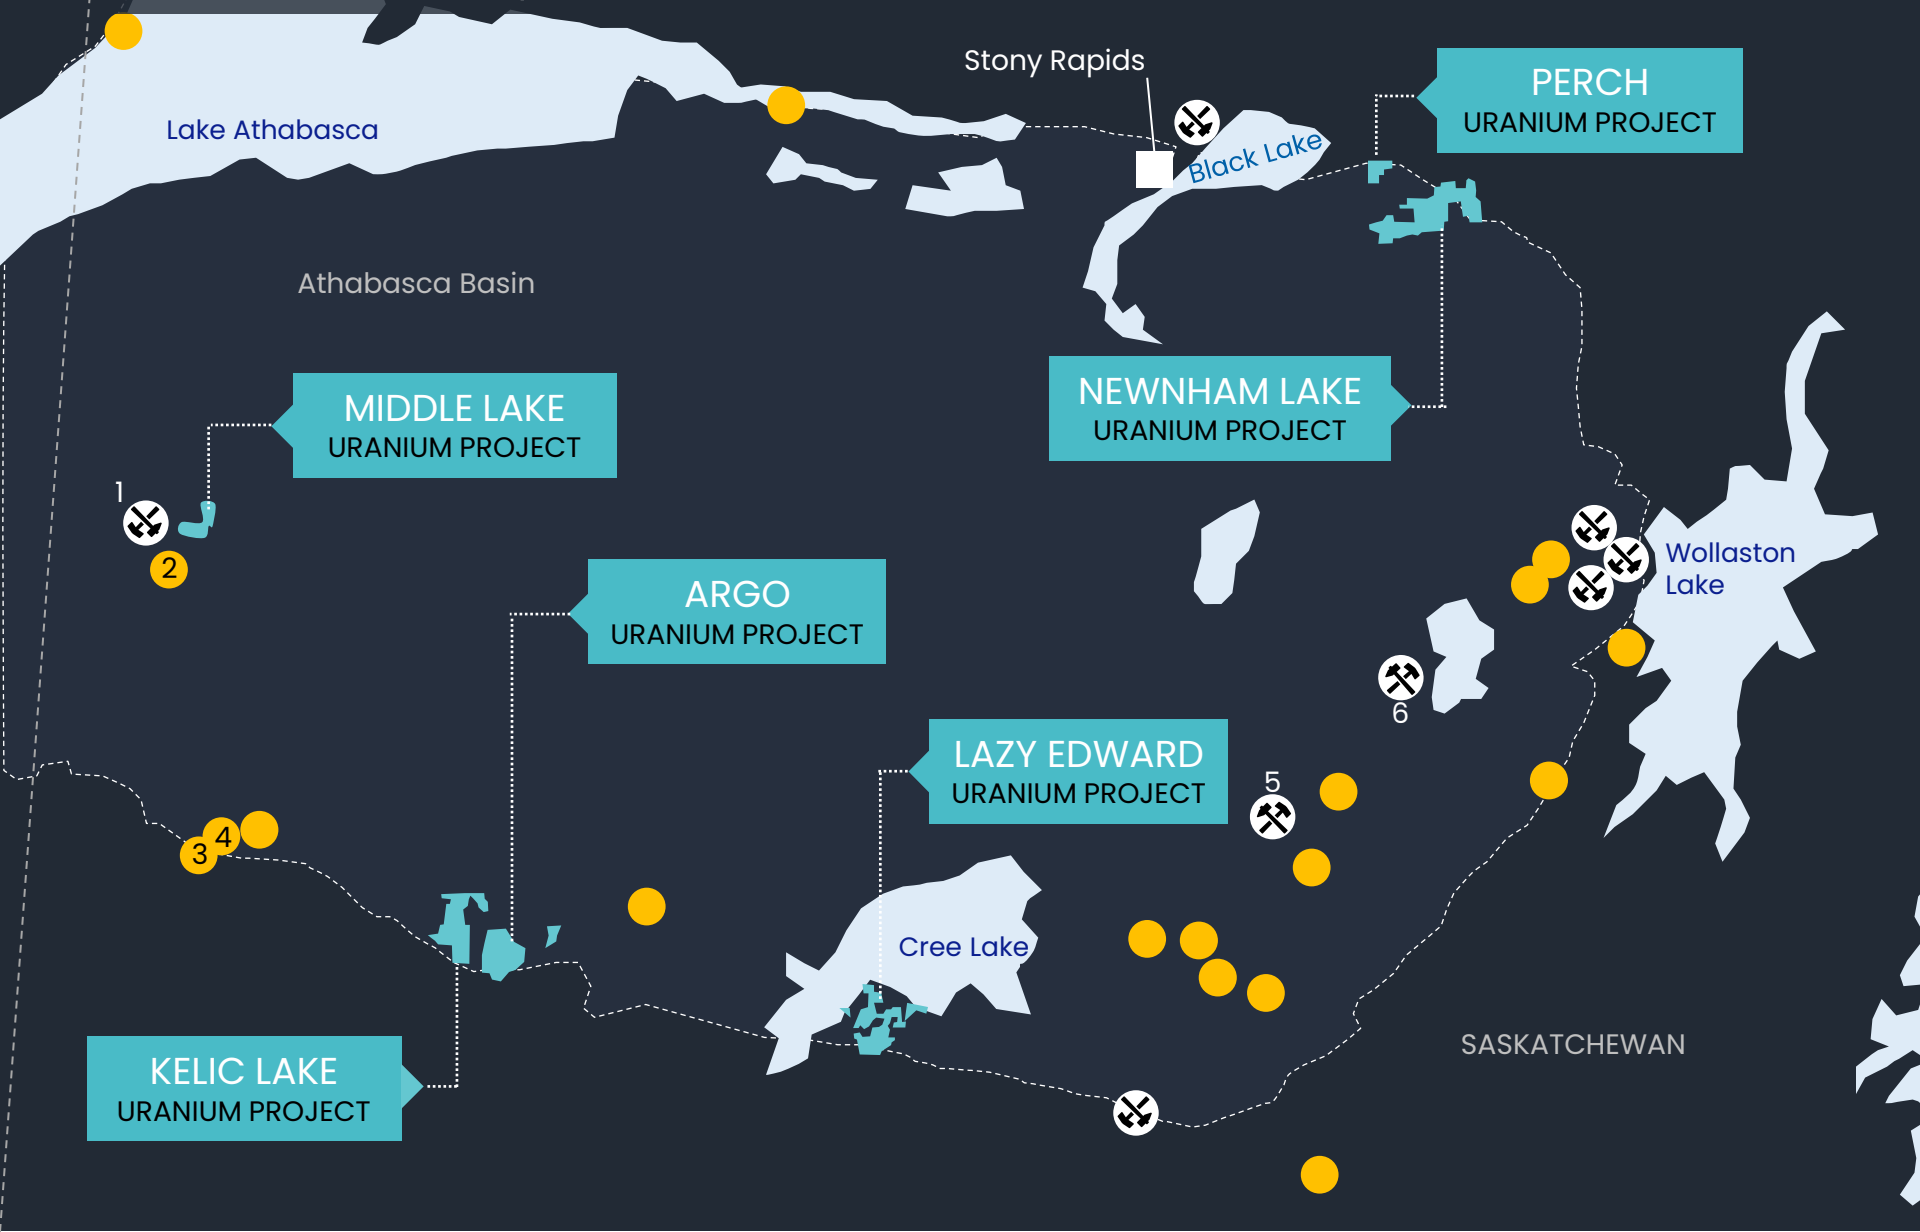 Stony Rapids
PERCH
URANIUM PROJECT
Lake Athabasca
Black Lake
Athabasca Basin
MIDDLE LAKE
URANIUM PROJECT
NEWNHAM LAKE
URANIUM PROJECT
1
2
Wollaston
Lake
ARGO
URANIUM PROJECT
6
LAZY EDWARD
URANIUM PROJECT
5
4
3
Cree Lake
SASKATCHEWAN
KELIC LAKE
URANIUM PROJECT